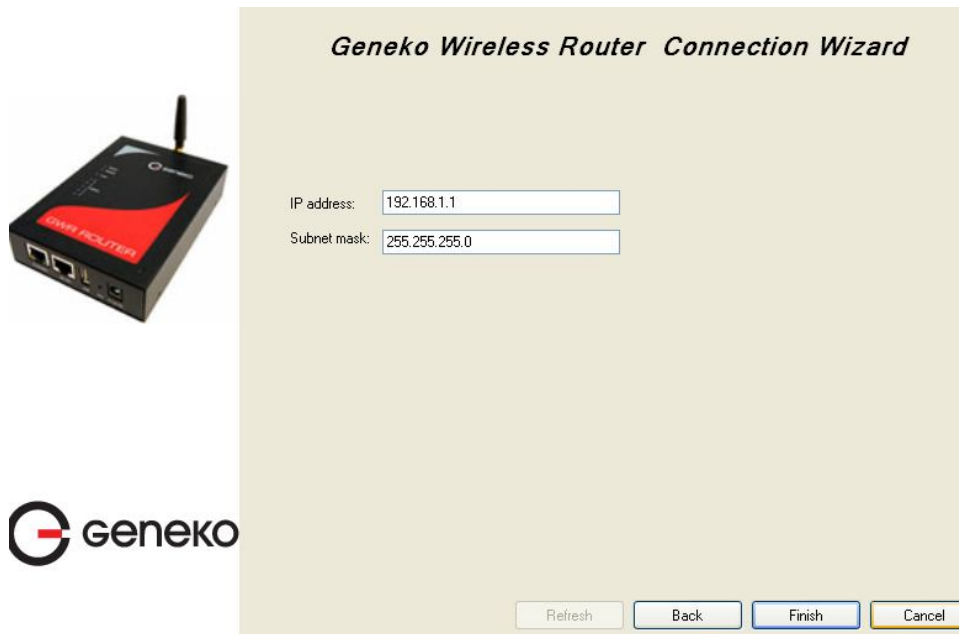 Geneko Wireless Router Connection Wizard
GENEKO
GWR ROUTER
IP address: 192.168.1.1
Subnet mask: 255.255.255.0
GENEKO
Refresh Back Finish Cancel